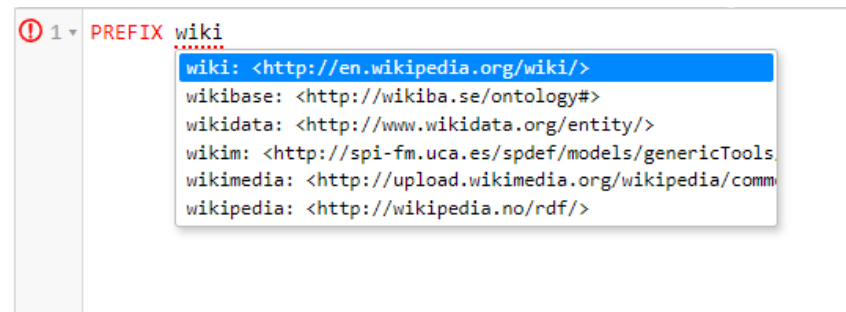 1 PREFIX wiki
wiki: <http://en.wikipedia.org/wiki/>
wikibase: <http://wikiba.se/ontology#>
wikidata: <http://www.wikidata.org/entity/>
wikim: <http://spi-fm.uca.es/spdef/models/genericTools
wikimedia: <http://upload.wikimedia.org/wikipedia/comm
wikipedia: <http://wikipedia.no/rdf/>